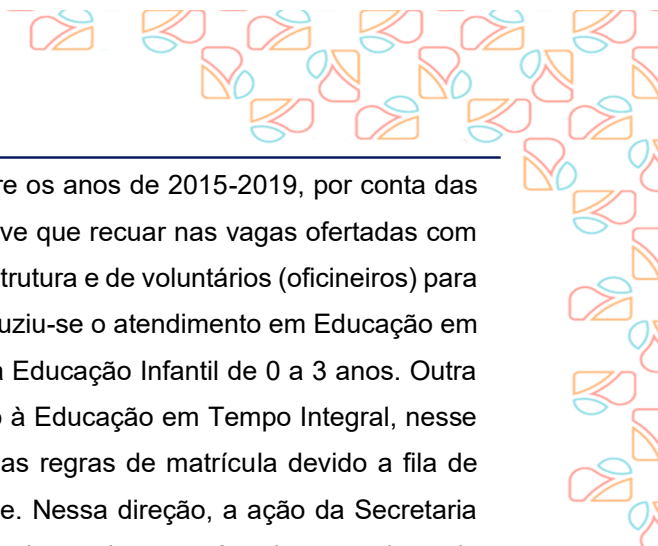 re os anos de 2015-2019, por conta das
ve que recuar nas vagas ofertadas com
trutura e de voluntários (oficineiros) para
uziu-se o atendimento em Educação em
a Educação Infantil de 0 a 3 anos. Outra
o à Educação em Tempo Integral, nesse
as regras de matrícula devido a fila de
e. Nessa direção, a ação da Secretaria